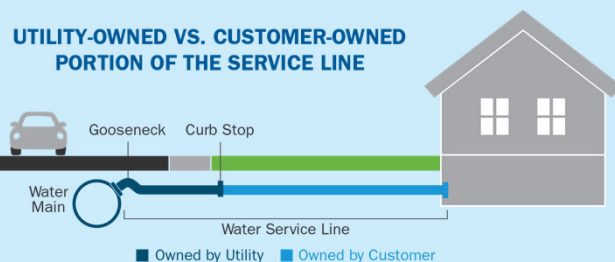 UTILITY-OWNED VS. CUSTOMER-OWNED
PORTION OF THE SERVICE LINE
Gooseneck
Curb Stop
Water
Main
Water Service Line
Owned by Utility
Owned by Customer